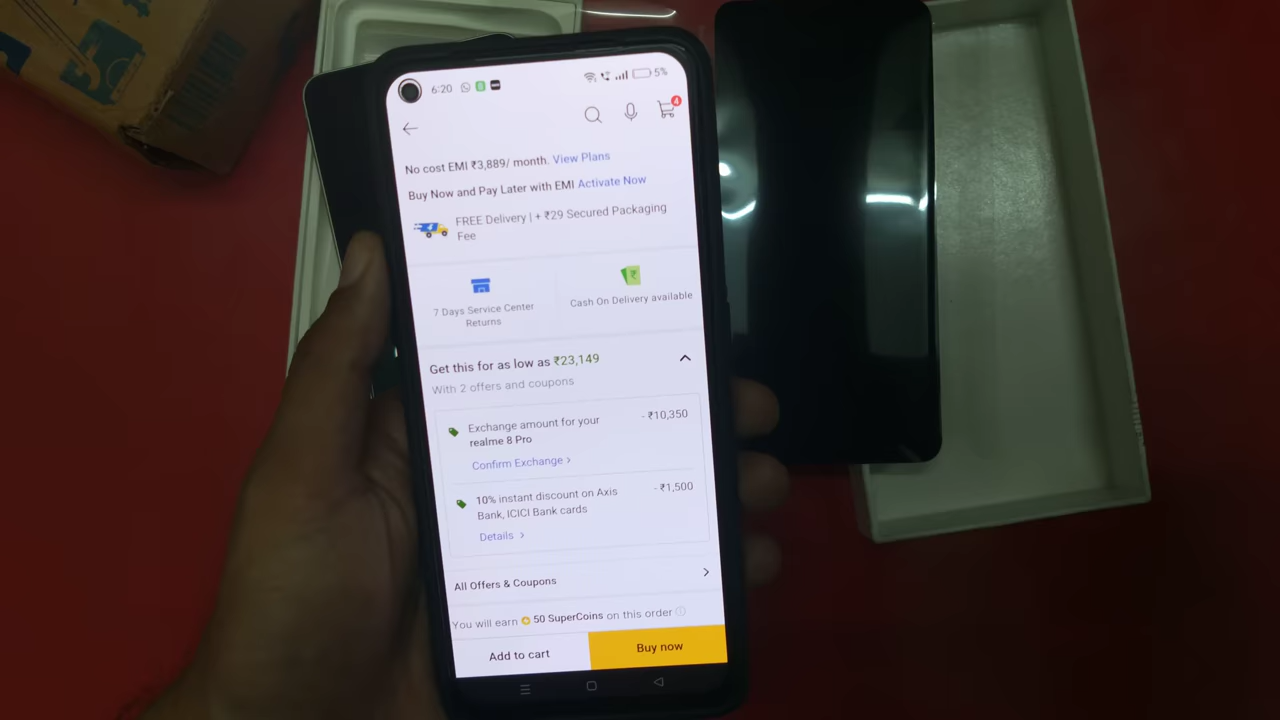 6:20
5%
4
No cost EMI ₹3,889/ month. View Plans
Buy Now and Pay Later with EMI Activate Now
FREE Delivery | + ₹29 Secured Packaging
Fee
7 Days Service Center
Returns
Cash On Delivery available
Get this for as low as ₹23,149
With 2 offers and coupons
Exchange amount for your
realme 8 Pro
- ₹10,350
Confirm Exchange >
10% instant discount on Axis
Bank, ICICI Bank cards
- ₹1,500
Details >
All Offers & Coupons
You will earn 50 SuperCoins on this order
Add to cart
Buy now